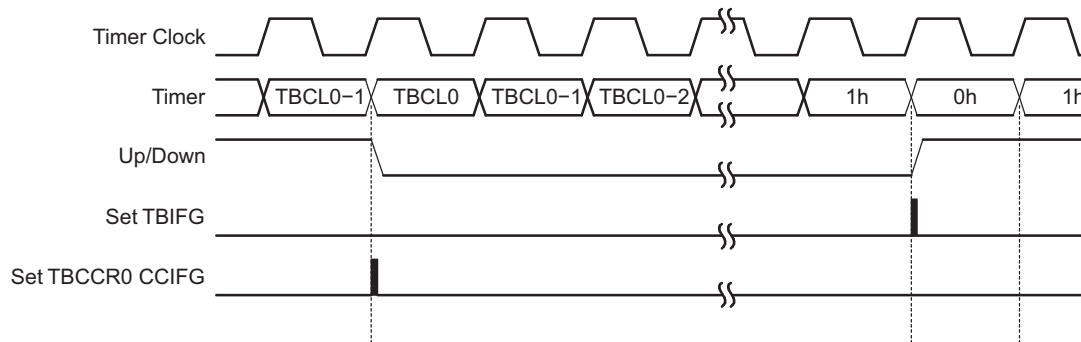 Timer Clock
Timer TBCL0−1 TBCL0 TBCL0−1 TBCL0−2 1h 0h 1h
Up/Down
Set TBIFG
Set TBCCR0 CCIFG